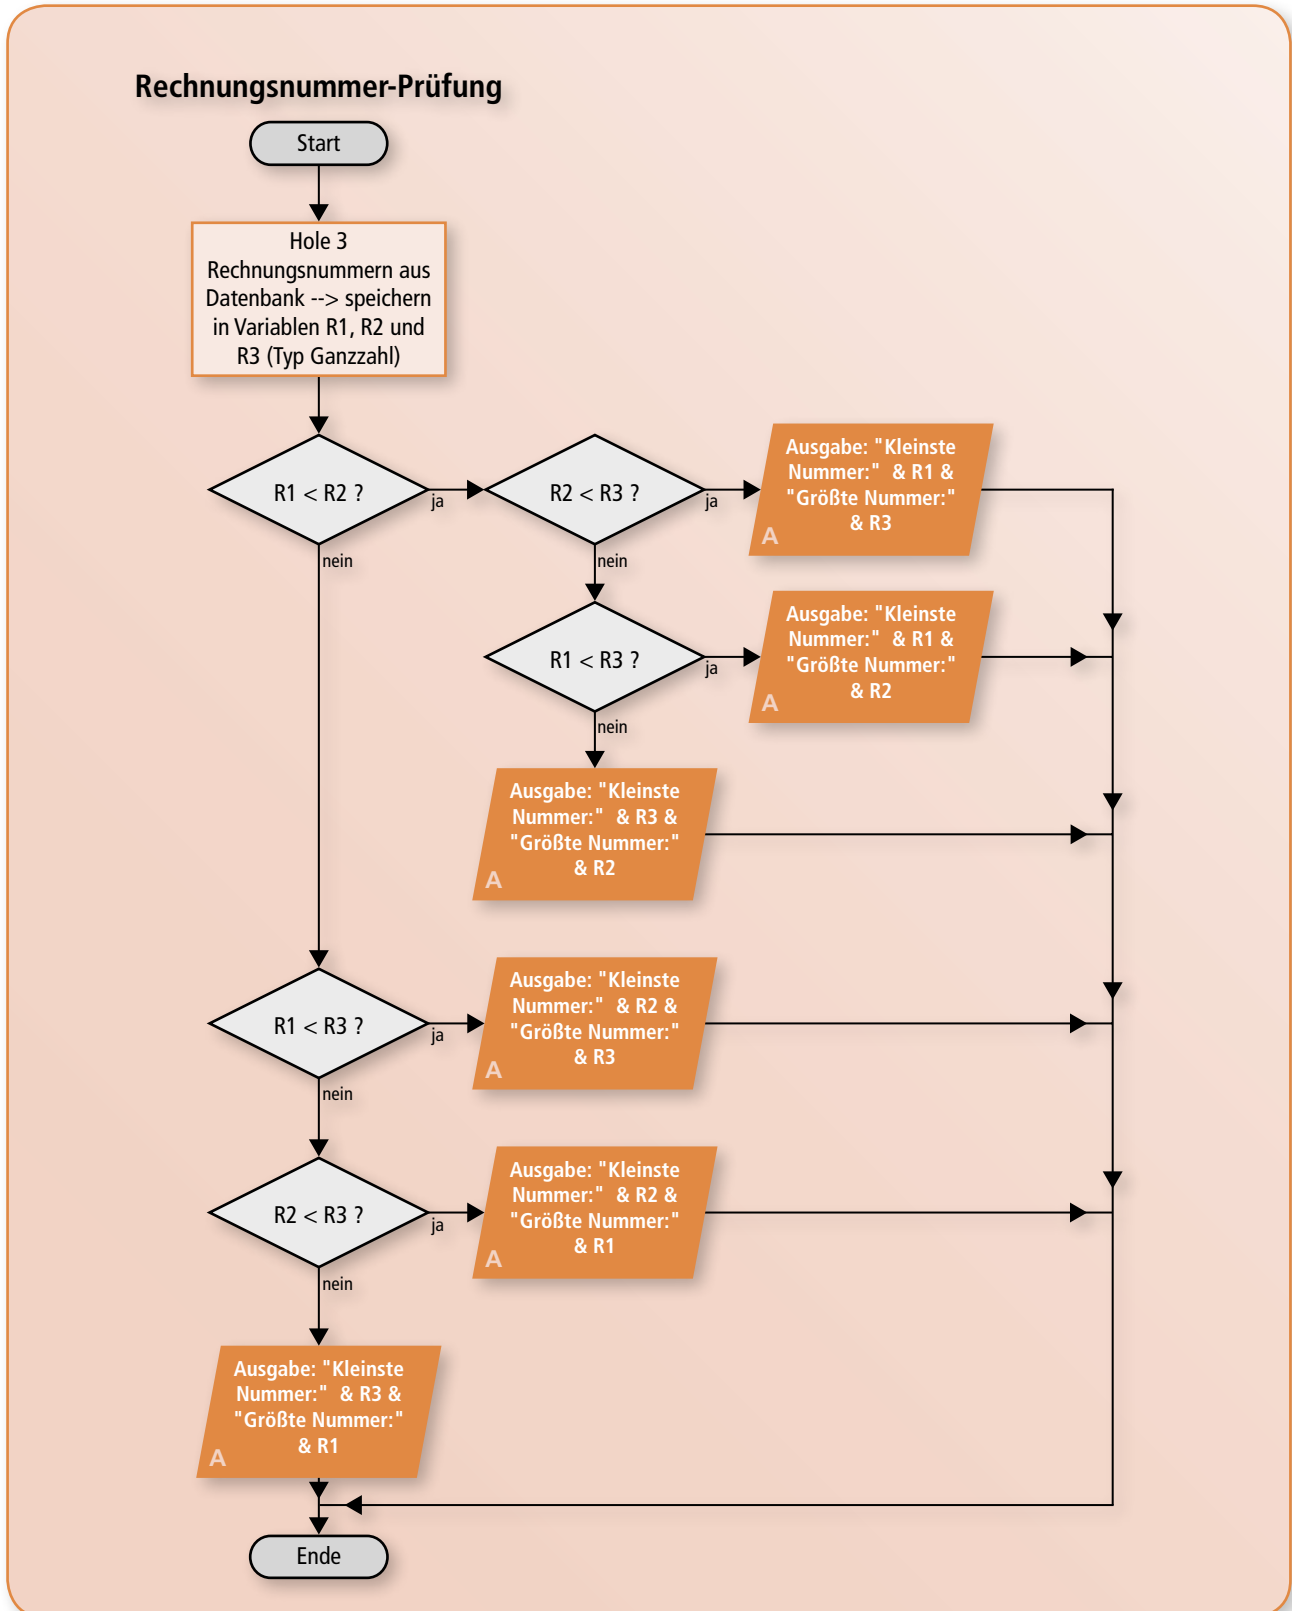 Rechnungsnummer-Prüfung
Start
Hole 3
Rechnungsnummern aus
Datenbank --> speichern
in Variablen R1, R2 und
R3 (Typ Ganzzahl)
R1 < R2 ?
ja
nein
R2 < R3 ?
ja
nein
Ausgabe: "Kleinste
Nummer:" & R1 &
"Größte Nummer:"
& R3
A
R1 < R3 ?
ja
nein
Ausgabe: "Kleinste
Nummer:" & R1 &
"Größte Nummer:"
& R2
A
Ausgabe: "Kleinste
Nummer:" & R3 &
"Größte Nummer:"
& R2
A
R1 < R3 ?
ja
nein
Ausgabe: "Kleinste
Nummer:" & R2 &
"Größte Nummer:"
& R3
A
R2 < R3 ?
ja
nein
Ausgabe: "Kleinste
Nummer:" & R2 &
"Größte Nummer:"
& R1
A
Ausgabe: "Kleinste
Nummer:" & R3 &
"Größte Nummer:"
& R1
A
Ende